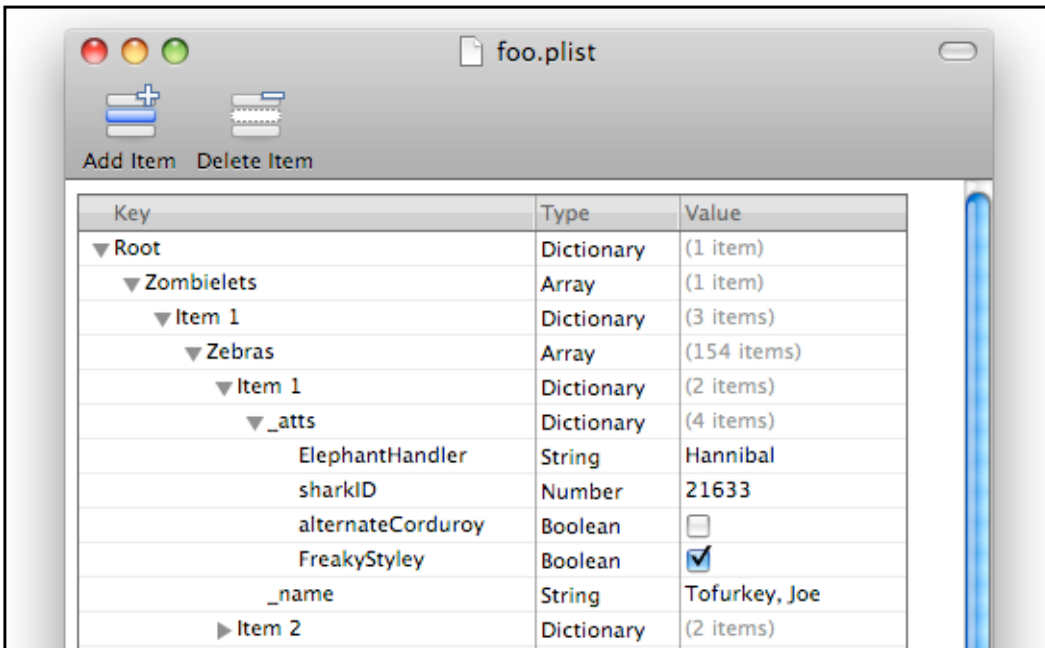 foo.plist
Add Item Delete Item
Key Type Value
Root Dictionary (1 item)
Zombielets Array (1 item)
Item 1 Dictionary (3 items)
Zebras Array (154 items)
Item 1 Dictionary (2 items)
_atts Dictionary (4 items)
ElephantHandler String Hannibal
sharkID Number 21633
alternateCorduroy Boolean
FreakyStyley Boolean
_name String Tofurkey, Joe
Item 2 Dictionary (2 items)